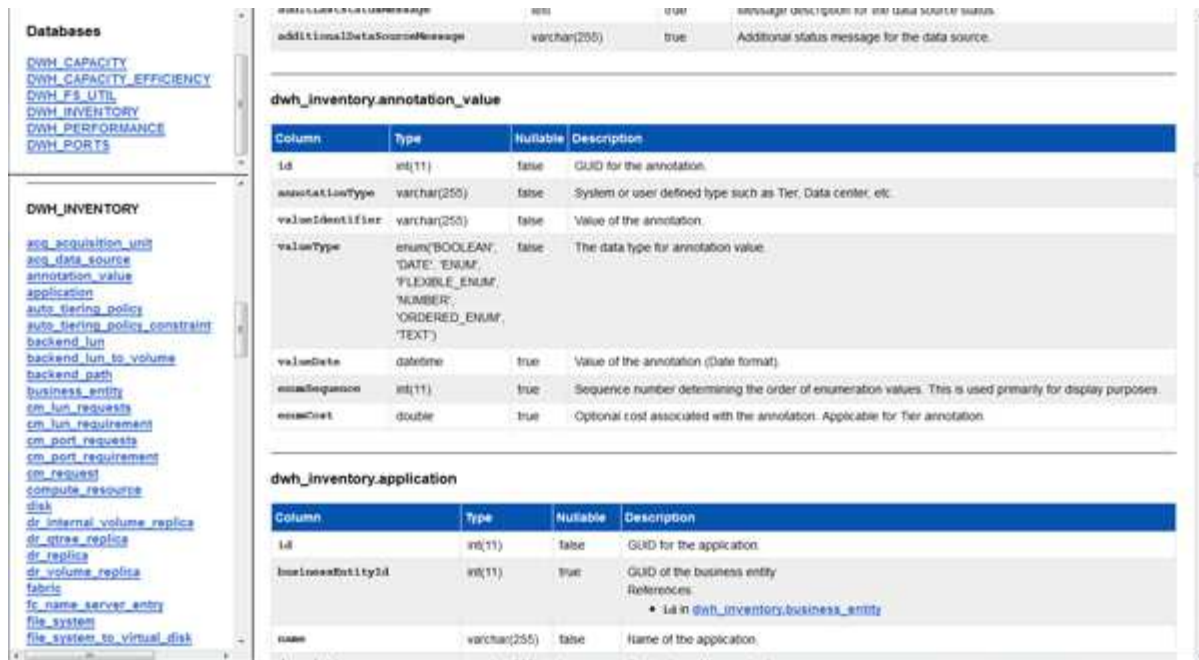 Databases
DWH_CAPACITY
DWH_CAPACITY_EFFICIENCY
DWH_FS_UTIL
DWH_INVENTORY
DWH_PERFORMANCE
DWH_PORTS
DWH_INVENTORY
acq_acquisition_unit
acq_data_source
annotation_value
application
auto_tiering_policy
auto_tiering_policy_constraint
backend_lun
backend_lun_to_volume
backend_path
business_entity
cm_lun_requests
cm_lun_requirement
cm_port_requests
cm_port_requirement
cm_request
compute_resource
disk
dr_internal_volume_replica
dr_qtree_replica
dr_replica
dr_volume_replica
fabric
fc_name_server_entry
file_system
file_system_to_virtual_disk
text true Message description for the data source status.
additionalDataSourceMessage varchar(255) true Additional status message for the data source.
dwh_inventory.annotation_value
Column Type Nullable Description
id int(11) false GUID for the annotation.
annotationType varchar(255) false System or user defined type such as Tier, Data center, etc.
valueIdentifier varchar(255) false Value of the annotation.
valueType enum('BOOLEAN', false The data type for annotation value.
'DATE', 'ENUM',
'FLEXIBLE_ENUM',
'NUMBER',
'ORDERED_ENUM',
'TEXT')
valueDate datetime true Value of the annotation (Date format).
enumSequence int(11) true Sequence number determining the order of enumeration values. This is used primarily for display purposes.
enumCost double true Optional cost associated with the annotation. Applicable for Tier annotation.
dwh_inventory.application
Column Type Nullable Description
id int(11) false GUID for the application.
businessEntityId int(11) true GUID of the business entity
References:
• id in dwh_inventory.business_entity
name varchar(255) false Name of the application.